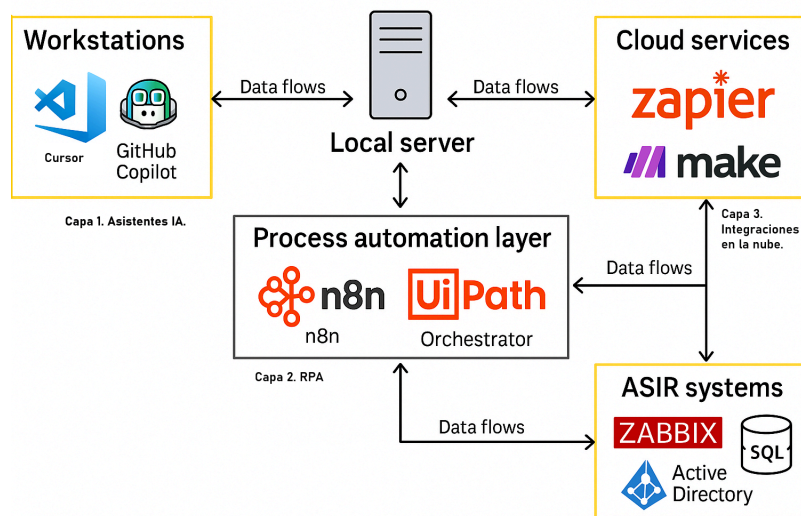 Workstations
Cursor
GitHub
Copilot
Capa 1. Asistentes IA.
Data flows
Local server
Data flows
Cloud services
zapier
make
Capa 3.
Integraciones
en la nube.
Process automation layer
n8n
n8n
UiPath
Orchestrator
Capa 2. RPA
Data flows
Data flows
ASIR systems
ZABBIX
SQL
Active
Directory